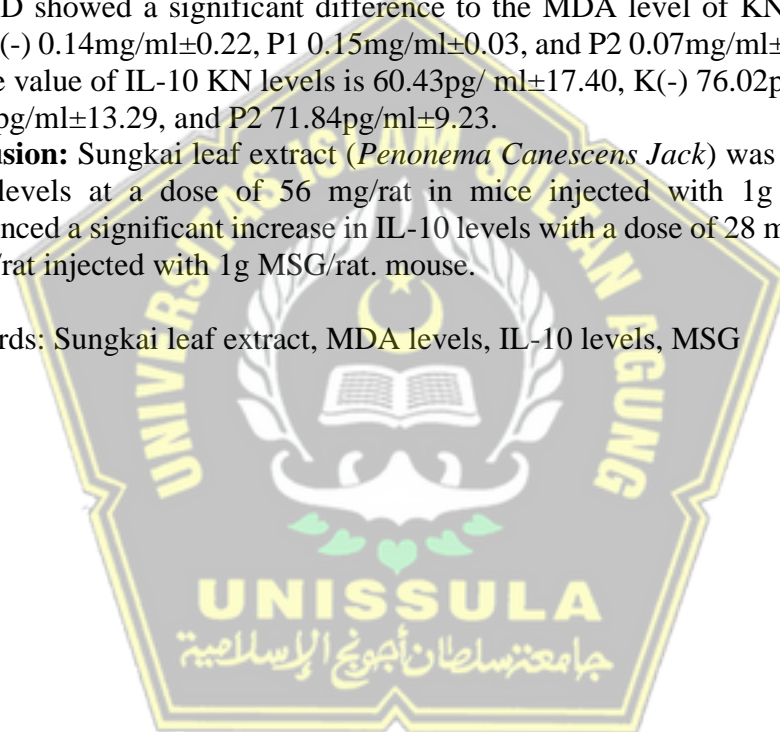 D showed a significant difference to the MDA level of KN
(-) 0.14mg/ml±0.22, P1 0.15mg/ml±0.03, and P2 0.07mg/ml±
e value of IL-10 KN levels is 60.43pg/ ml±17.40, K(-) 76.02p
pg/ml±13.29, and P2 71.84pg/ml±9.23.
usion: Sungkai leaf extract (Penonema Canescens Jack) was
levels at a dose of 56 mg/rat in mice injected with 1g
nced a significant increase in IL-10 levels with a dose of 28 m
/rat injected with 1g MSG/rat. mouse.
rds: Sungkai leaf extract, MDA levels, IL-10 levels, MSG
UNIVERSITAS ISLAM SULTAN AGUNG
UNISSULA
جامعتنسلطان أجونج الإسلامية